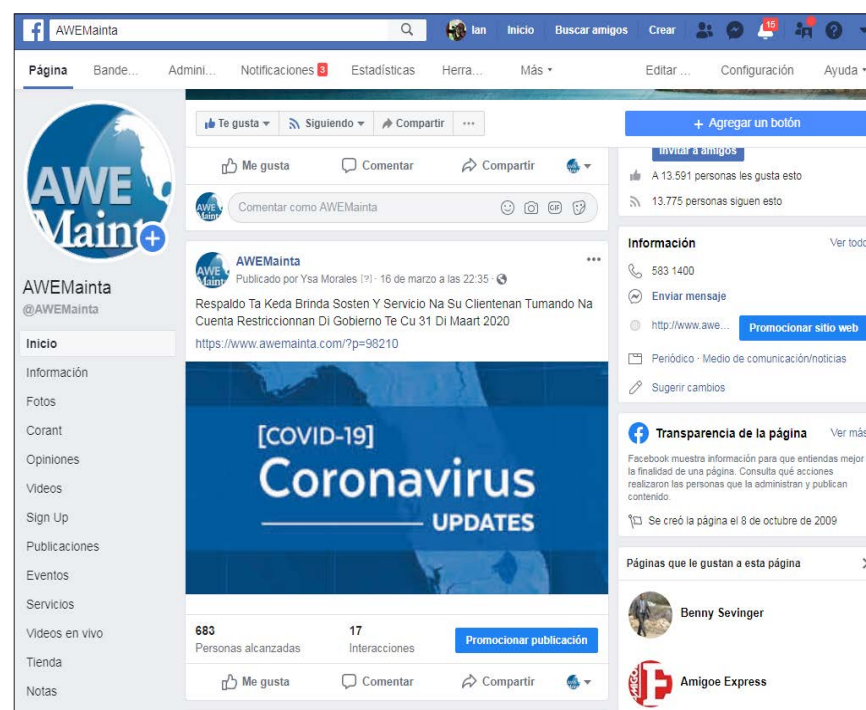 AWEMainta
Ian Inicio Buscar amigos Crear 15
Página Bande... Admini... Notificaciones 3 Estadísticas Herra... Más Editar ... Configuración Ayuda
AWE
Mainta
AWEMainta
@AWEMainta
Inicio
Información
Fotos
Corant
Opiniones
Videos
Sign Up
Publicaciones
Eventos
Servicios
Videos en vivo
Tienda
Notas
Te gusta Siguiendo Compartir ...
Me gusta Comentar Compartir
Comentar como AWEMainta GIF
AWEMainta
Publicado por Ysa Morales [?] · 16 de marzo a las 22:35 ·
Respaldo Ta Keda Brinda Sosten Y Servicio Na Su Clientenan Tumando Na
Cuenta Restriccionnan Di Gobierno Te Cu 31 Di Maart 2020
https://www.awemainta.com/?p=98210
[COVID-19]
Coronavirus
UPDATES
683
Personas alcanzadas
17
Interacciones
Promocionar publicación
Me gusta Comentar Compartir
+ Agregar un botón
Invitar a amigos
A 13.591 personas les gusta esto
13.775 personas siguen esto
Información Ver todo
583 1400
Enviar mensaje
http://www.awe... Promocionar sitio web
Periódico · Medio de comunicación/noticias
Sugerir cambios
Transparencia de la página Ver más
Facebook muestra información para que entiendas mejor
la finalidad de una página. Consulta qué acciones
realizaron las personas que la administran y publican
contenido.
Se creó la página el 8 de octubre de 2009
Páginas que le gustan a esta página
Benny Sevinger
AMIGOE
Amigoe Express